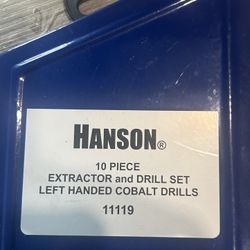 HANSON®
10 PIECE
EXTRACTOR and DRILL SET
LEFT HANDED COBALT DRILLS
11119